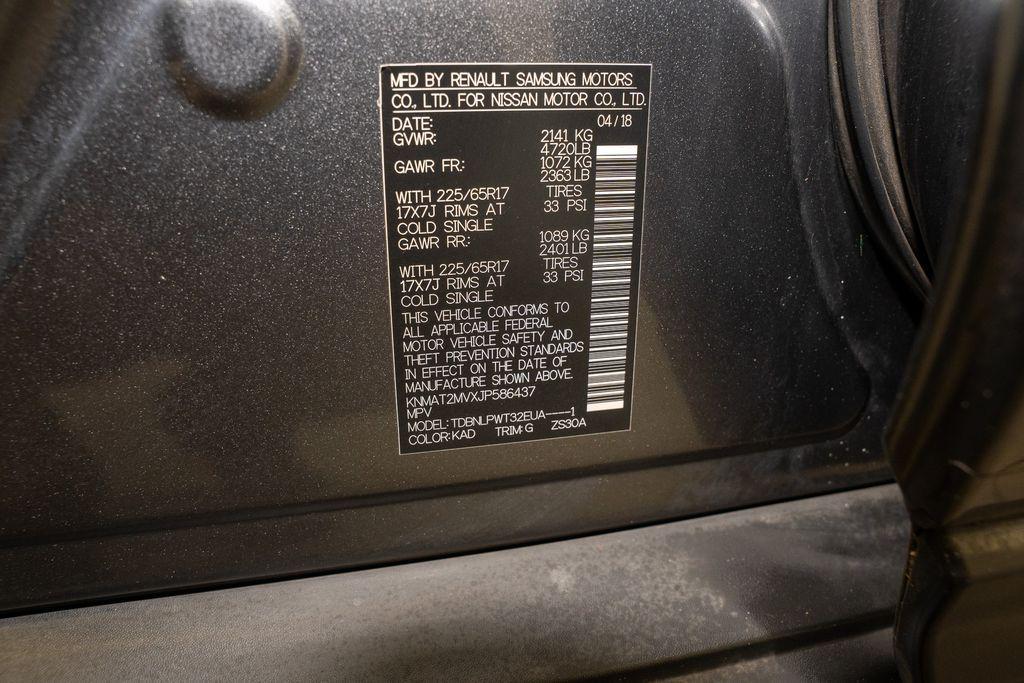 MFD BY RENAULT SAMSUNG MOTORS
CO., LTD. FOR NISSAN MOTOR CO., LTD.
DATE: 04/18
GVWR: 2141 KG
4720LB
GAWR FR: 1072 KG
2363 LB
WITH 225/65R17 TIRES
17X7J RIMS AT 33 PSI
COLD SINGLE
GAWR RR: 1089 KG
2401 LB
WITH 225/65R17 TIRES
17X7J RIMS AT 33 PSI
COLD SINGLE
THIS VEHICLE CONFORMS TO
ALL APPLICABLE FEDERAL
MOTOR VEHICLE SAFETY AND
THEFT PREVENTION STANDARDS
IN EFFECT ON THE DATE OF
MANUFACTURE SHOWN ABOVE.
KNMAT2MVXJP586437
MPV
MODEL: TDBNLPWT32EUA----1
COLOR: KAD TRIM: G ZS30A